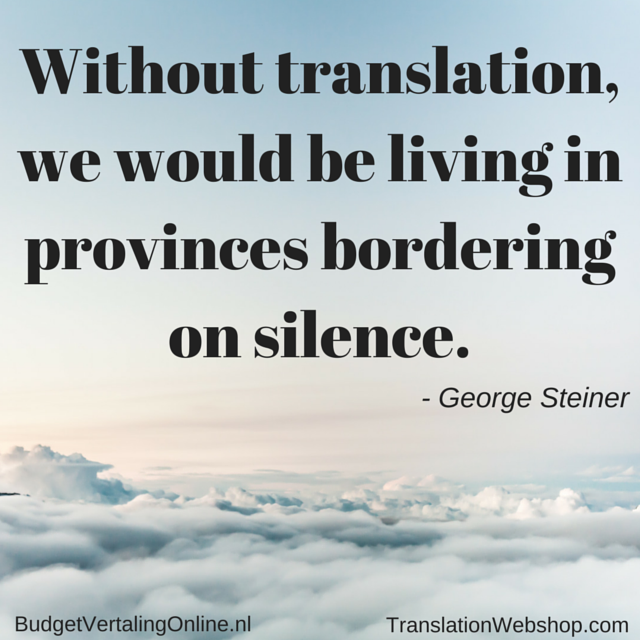 Without translation,
we would be living in
provinces bordering
on silence.
- George Steiner
BudgetVertalingOnline.nl
TranslationWebshop.com